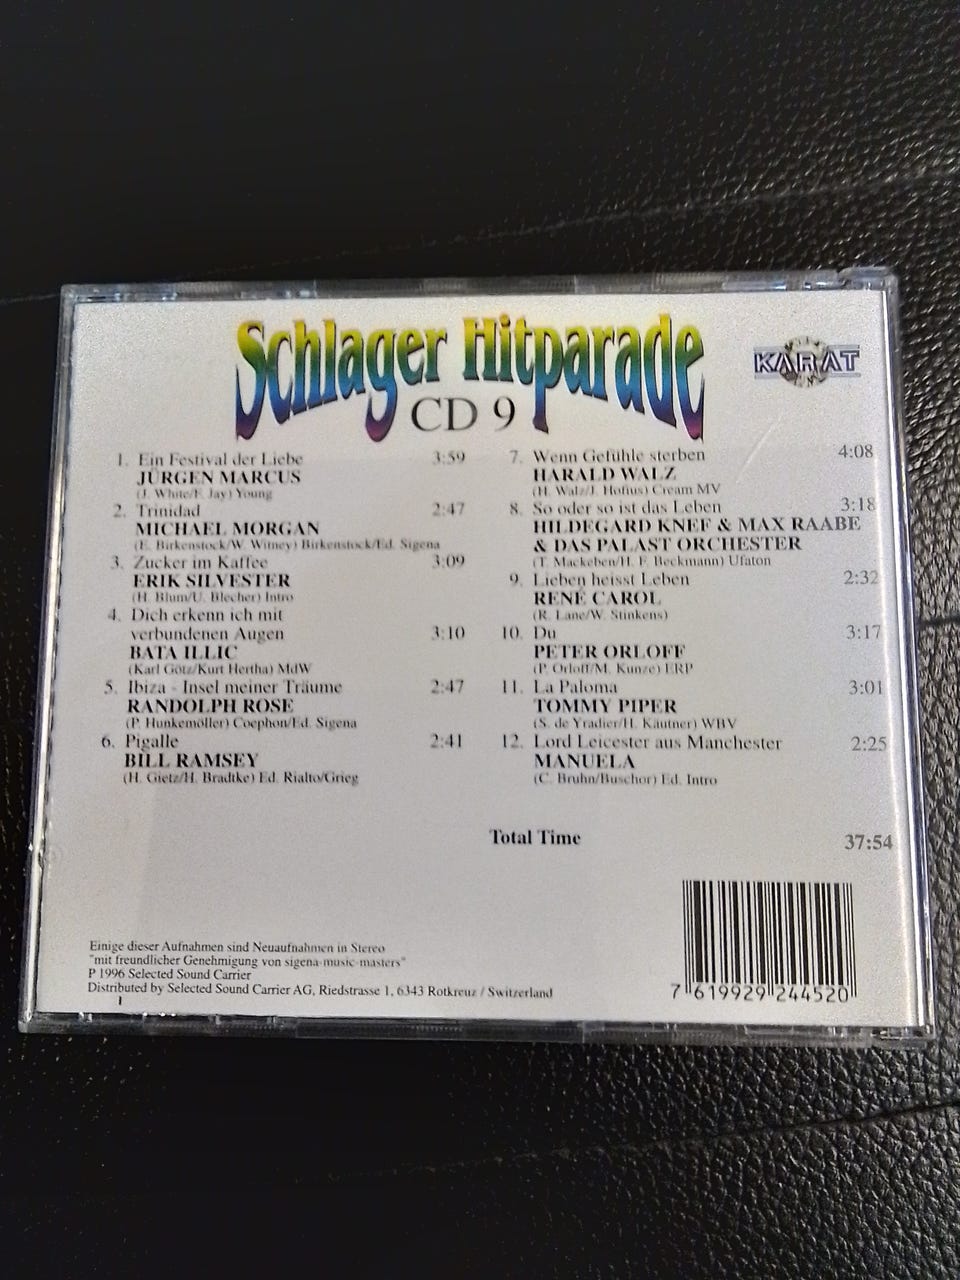 Schlager Hitparade
CD 9
KARAT
1. Ein Festival der Liebe 3:59
JÜRGEN MARCUS
(J. White/F. Jay) Young
2. Trinidad 2:47
MICHAEL MORGAN
(E. Birkenstock/W. Witney) Birkenstock/Ed. Sigena
3. Zucker im Kaffee 3:09
ERIK SILVESTER
(H. Blum/U. Blecher) Intro
4. Dich erkenn ich mit
verbundenen Augen 3:10
BATA ILLIC
(Karl Götz/Kurt Hertha) MdW
5. Ibiza - Insel meiner Träume 2:47
RANDOLPH ROSE
(P. Hunkemöller) Coephon/Ed. Sigena
6. Pigalle 2:41
BILL RAMSEY
(H. Gietz/H. Bradtke) Ed. Rialto/Grieg
7. Wenn Gefühle sterben 4:08
HARALD WALZ
(H. Walz/J. Hofius) Cream MV
8. So oder so ist das Leben 3:18
HILDEGARD KNEF & MAX RAABE
& DAS PALAST ORCHESTER
(T. Mackeben/H. F. Beckmann) Ufaton
9. Lieben heisst Leben 2:32
RENÉ CAROL
(R. Lane/W. Stinkens)
10. Du 3:17
PETER ORLOFF
(P. Orloff/M. Kunze) ERP
11. La Paloma 3:01
TOMMY PIPER
(S. de Yradier/H. Käutner) WBV
12. Lord Leicester aus Manchester 2:25
MANUELA
(C. Bruhn/Buschor) Ed. Intro
Total Time 37:54
Einige dieser Aufnahmen sind Neuaufnahmen in Stereo
"mit freundlicher Genehmigung von sigena-music-masters"
P 1996 Selected Sound Carrier
Distributed by Selected Sound Carrier AG, Riedstrasse 1, 6343 Rotkreuz / Switzerland
7 619929 244520